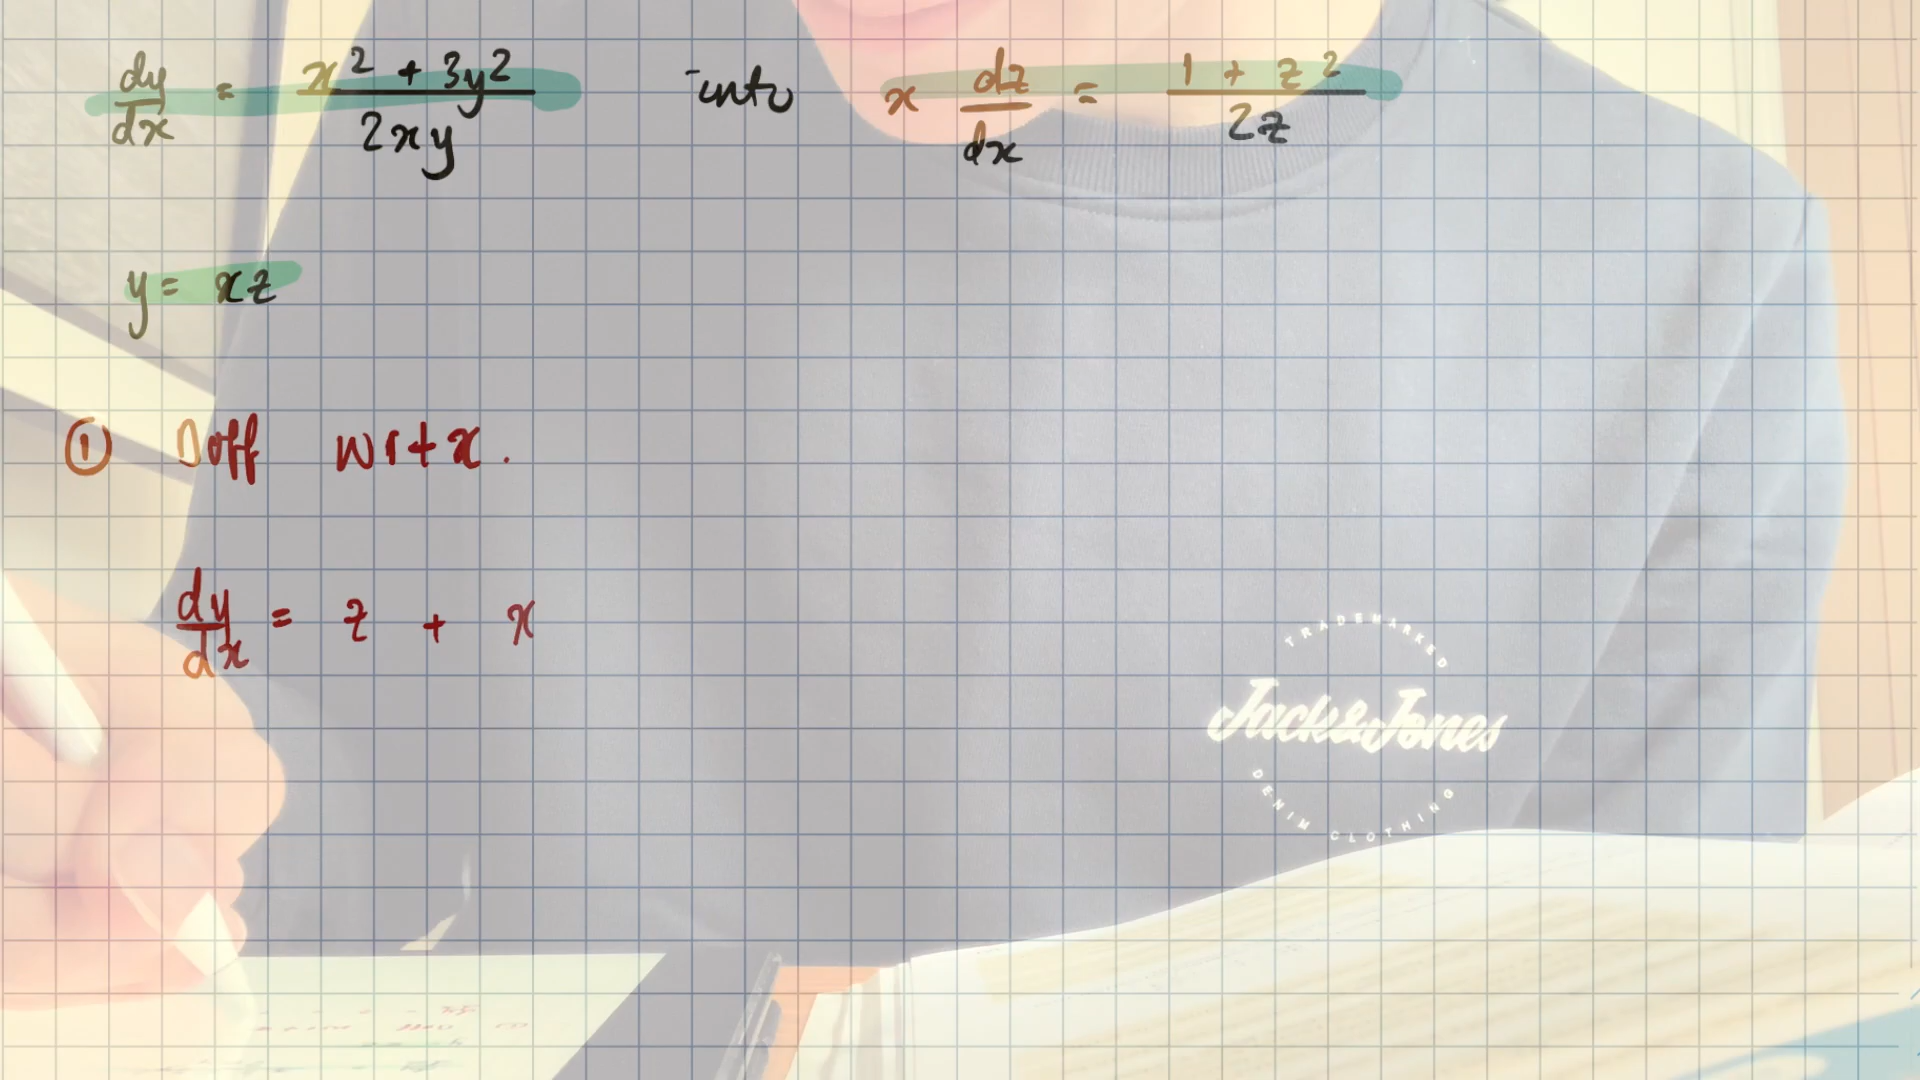 dy/dx = x² + 3y²/2xy into x dz/dx = 1 + z²/2z
y = xz
① Diff wrt x.
dy/dx = z + x
TRADEMARKED
Jack&Jones
DENIM CLOTHING